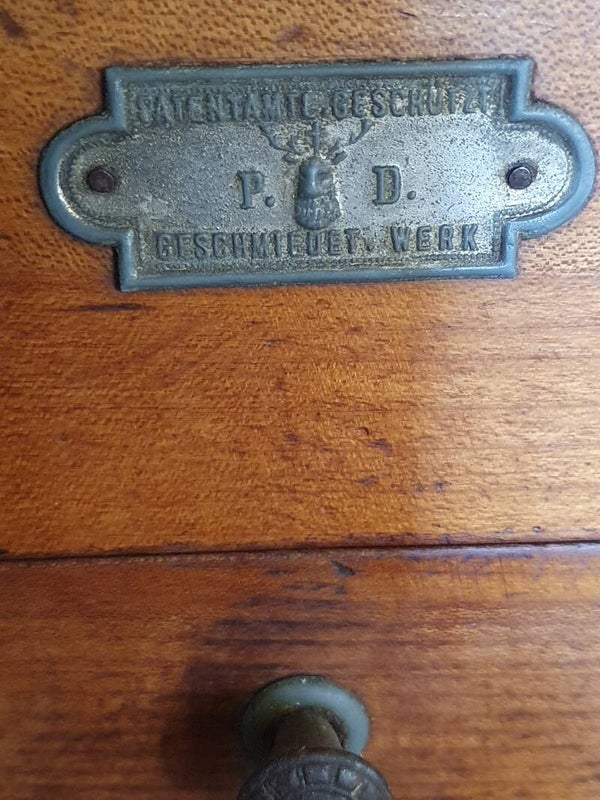 PATENTAMTL. GESCHÜTZT
P. D.
GESCHMIEDET. WERK